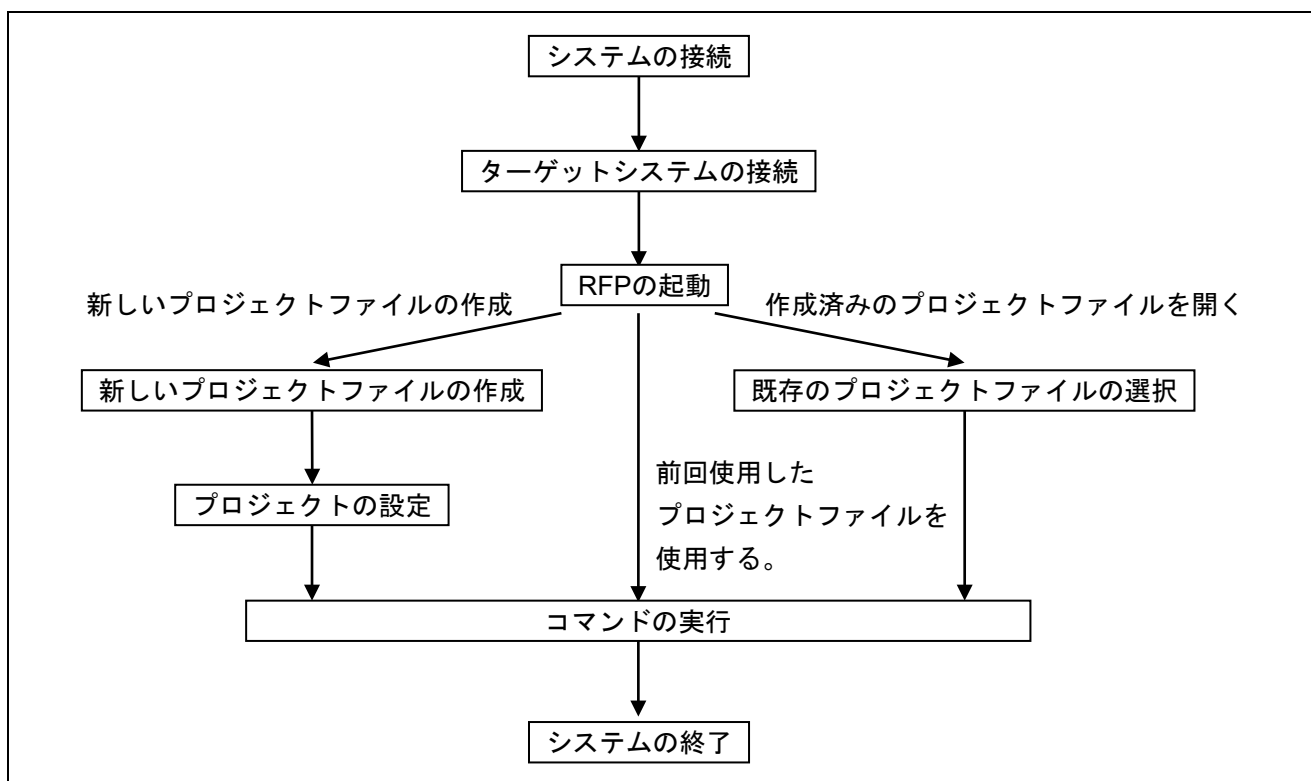 システムの接続
ターゲットシステムの接続
RFPの起動
新しいプロジェクトファイルの作成
作成済みのプロジェクトファイルを開く
新しいプロジェクトファイルの作成
既存のプロジェクトファイルの選択
プロジェクトの設定
前回使用した
プロジェクトファイルを
使用する。
コマンドの実行
システムの終了